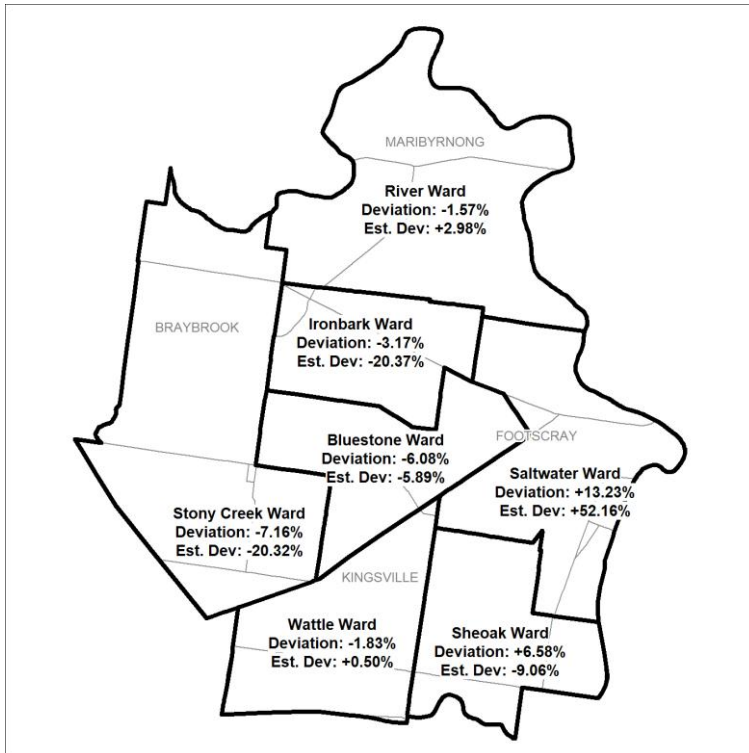 MARIBYRNONG
River Ward
Deviation: -1.57%
Est. Dev: +2.98%
BRAYBROOK
Ironbark Ward
Deviation: -3.17%
Est. Dev: -20.37%
FOOTSCRAY
Bluestone Ward
Deviation: -6.08%
Est. Dev: -5.89%
Saltwater Ward
Deviation: +13.23%
Est. Dev: +52.16%
Stony Creek Ward
Deviation: -7.16%
Est. Dev: -20.32%
KINGSVILLE
Wattle Ward
Deviation: -1.83%
Est. Dev: +0.50%
Sheoak Ward
Deviation: +6.58%
Est. Dev: -9.06%